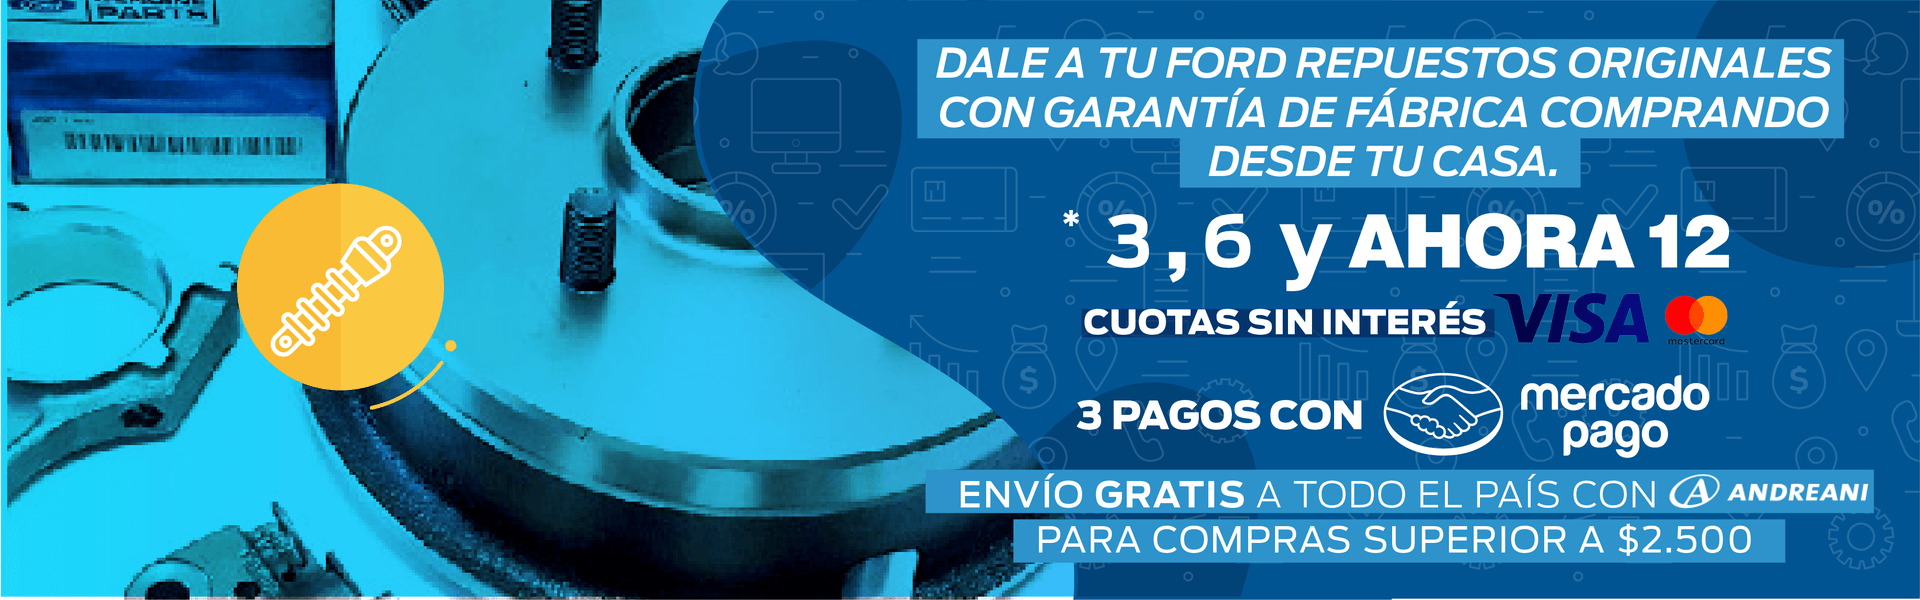 PARTS
DALE A TU FORD REPUESTOS ORIGINALES
CON GARANTÍA DE FÁBRICA COMPRANDO
DESDE TU CASA.
* 3,6 y AHORA 12
CUOTAS SIN INTERÉS VISA mastercard
3 PAGOS CON mercado pago
ENVÍO GRATIS A TODO EL PAÍS CON ANDREANI
PARA COMPRAS SUPERIOR A $2.500